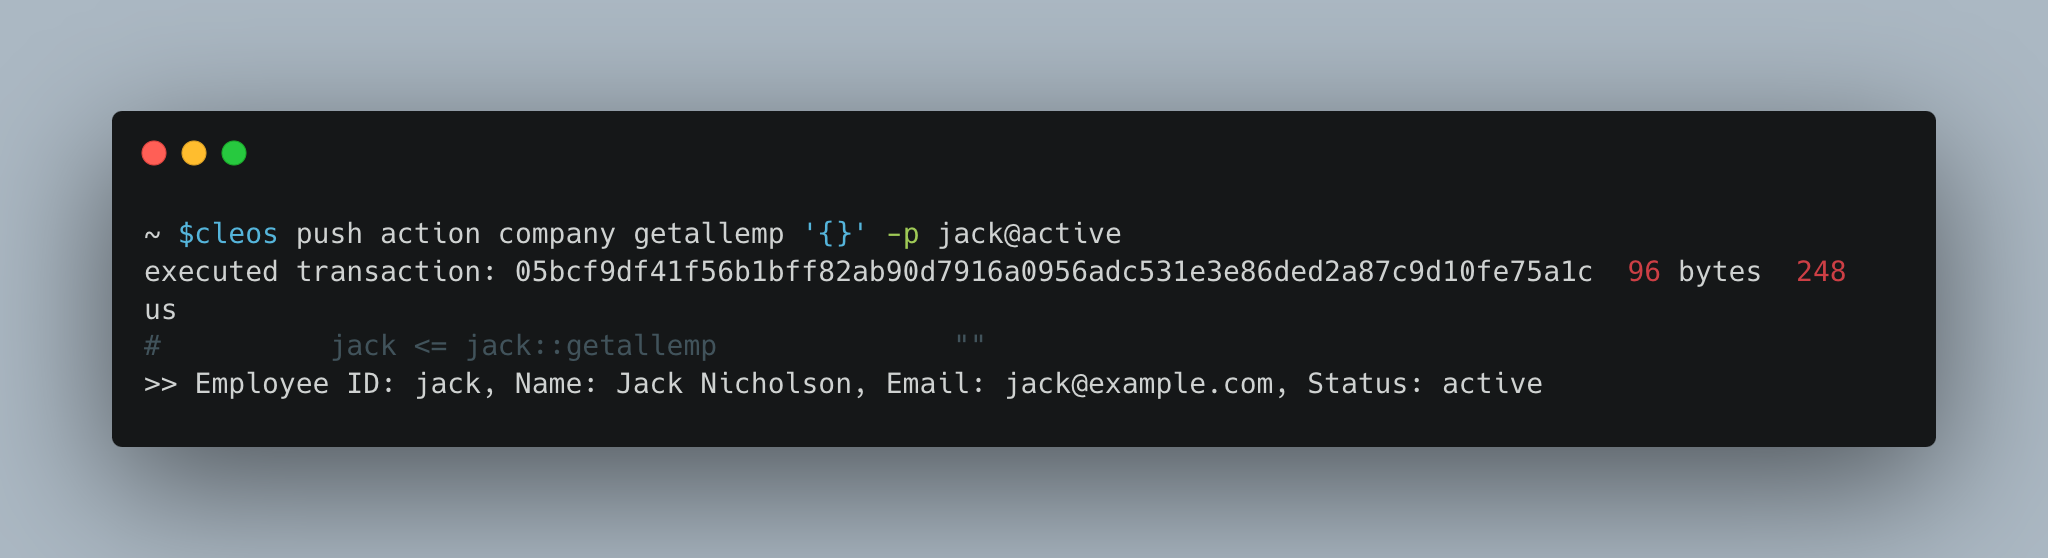 ~ $cleos push action company getallemp '{}' -p jack@active
executed transaction: 05bcf9df41f56b1bff82ab90d7916a0956adc531e3e86ded2a87c9d10fe75a1c  96 bytes  248
us
#          jack <= jack::getallemp              ""
>> Employee ID: jack, Name: Jack Nicholson, Email: jack@example.com, Status: active